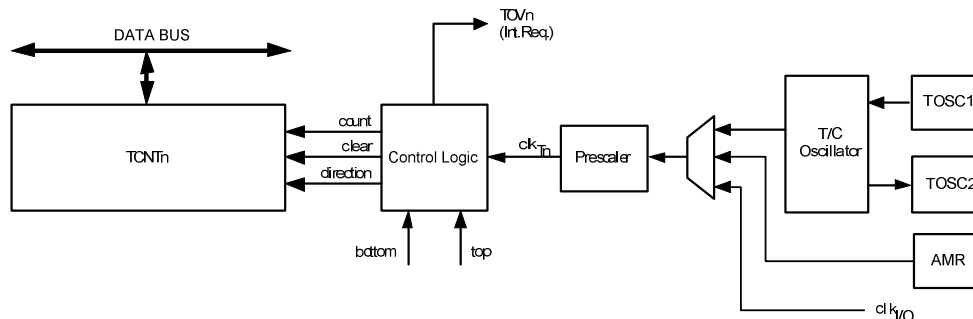 TOVn
(Int.Req.)
DATA BUS
TCNTn
count
clear
direction
Control Logic
bottom
top
clkTn
Prescaler
T/C
Oscillator
TOSC1
TOSC2
AMR
clkI/O